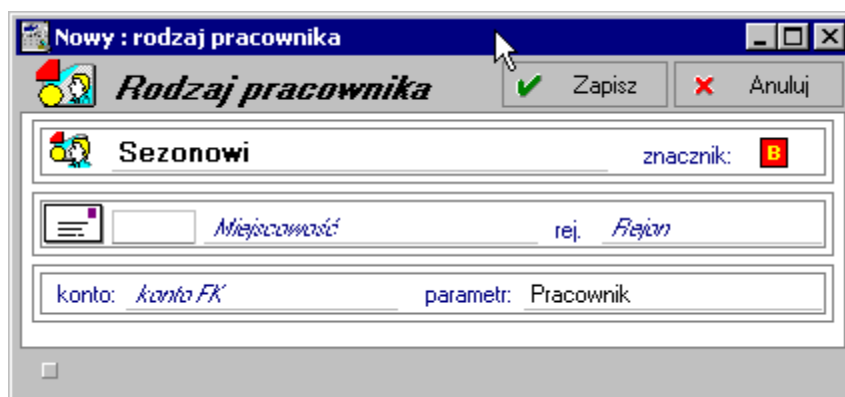 Nowy : rodzaj pracownika
Rodzaj pracownika Zapisz Anuluj
Sezonowi znacznik: B
Miejscowość rej. Rejon
konto: konto FK parametr: Pracownik